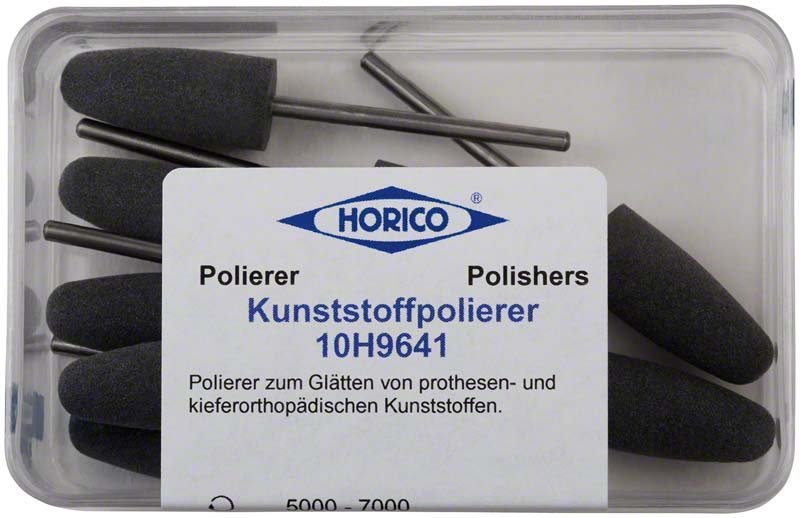 HORICO ®
Polierer Polishers
Kunststoffpolierer
10H9641
Polierer zum Glätten von prothesen- und
kieferorthopädischen Kunststoffen.
5000 - 7000